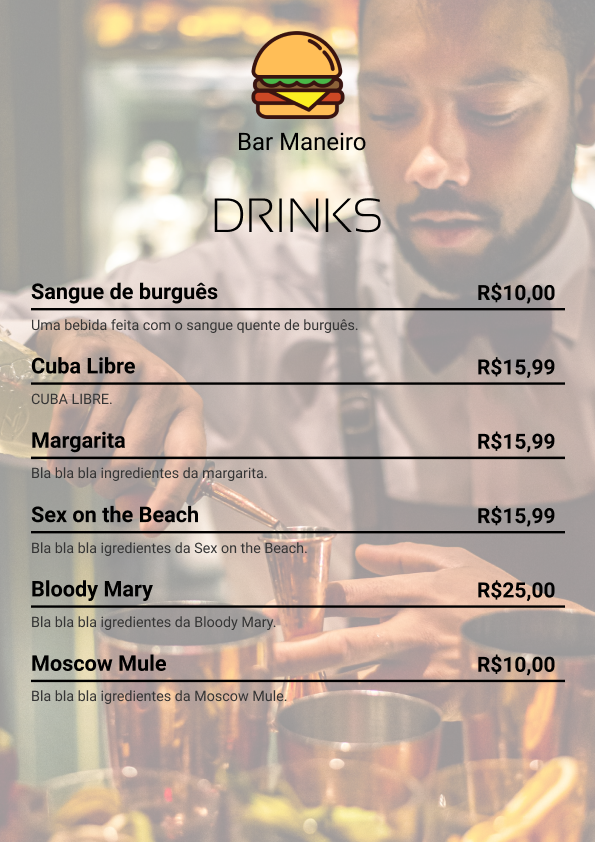 Bar Maneiro
DRINKS
Sangue de burguês R$10,00
Uma bebida feita com o sangue quente de burguês.
Cuba Libre R$15,99
CUBA LIBRE.
Margarita R$15,99
Bla bla bla ingredientes da margarita.
Sex on the Beach R$15,99
Bla bla bla igredientes da Sex on the Beach.
Bloody Mary R$25,00
Bla bla bla igredientes da Bloody Mary.
Moscow Mule R$10,00
Bla bla bla igredientes da Moscow Mule.